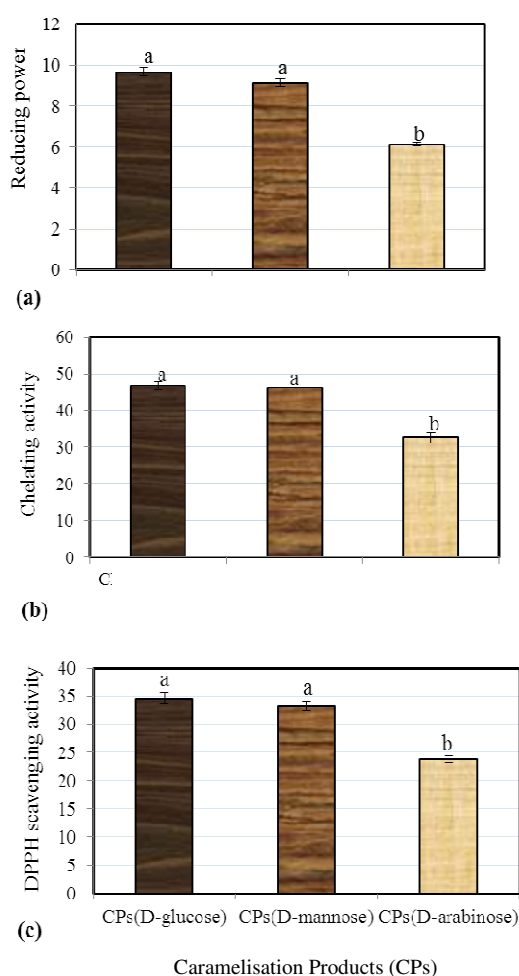 12
10
8
6
4
2
0
Reducing power
a
a
b
(a)
60
50
40
30
20
10
0
Chelating activity
a
a
b
(b)
40
35
30
25
20
15
10
5
0
DPPH scavenging activity
a
a
b
CPs(D-glucose) CPs(D-mannose) CPs(D-arabinose)
(c)
Caramelisation Products (CPs)